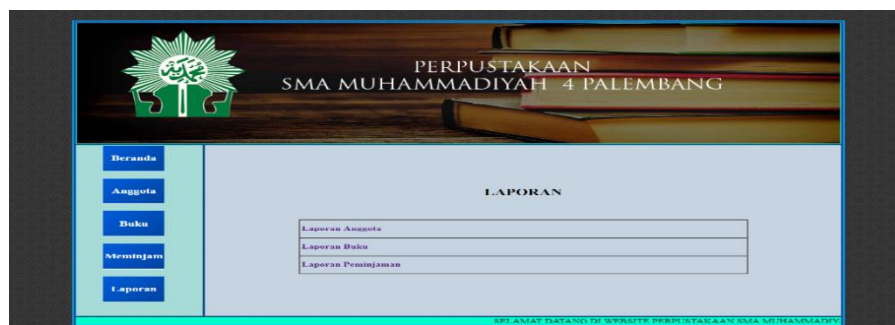 PERPUSTAKAAN
SMA MUHAMMADIYAH 4 PALEMBANG
Beranda
Anggota
Buku
Meminjam
Laporan
LAPORAN
Laporan Anggota
Laporan Buku
Laporan Peminjaman
SELAMAT DATANG DI WEBSITE PERPUSTAKAAN SMA MUHAMMADIY